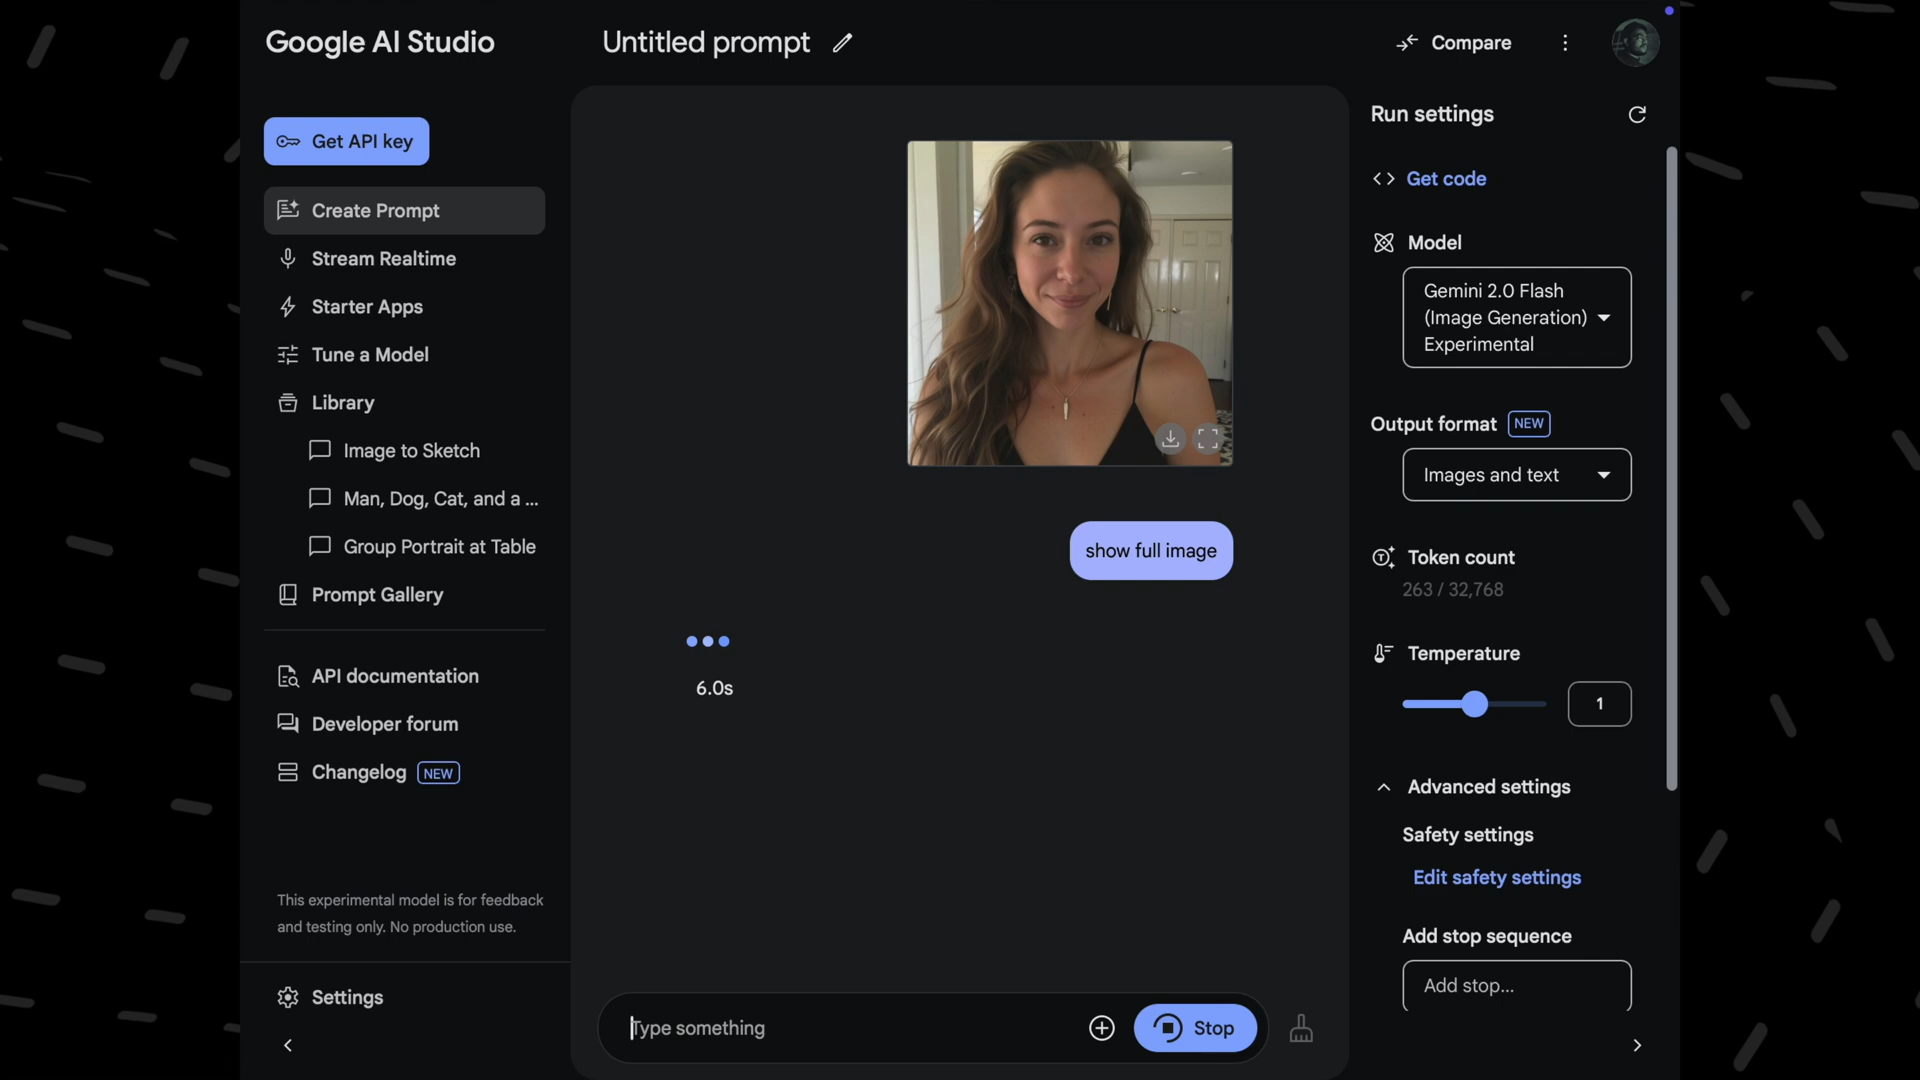 Google AI Studio
Untitled prompt
Compare
Get API key
Create Prompt
Stream Realtime
Starter Apps
Tune a Model
Library
Image to Sketch
Man, Dog, Cat, and a ...
Group Portrait at Table
Prompt Gallery
API documentation
Developer forum
Changelog NEW
This experimental model is for feedback
and testing only. No production use.
Settings
show full image
6.0s
Type something
Stop
Run settings
Get code
Model
Gemini 2.0 Flash
(Image Generation)
Experimental
Output format NEW
Images and text
Token count
263 / 32,768
Temperature
1
Advanced settings
Safety settings
Edit safety settings
Add stop sequence
Add stop...